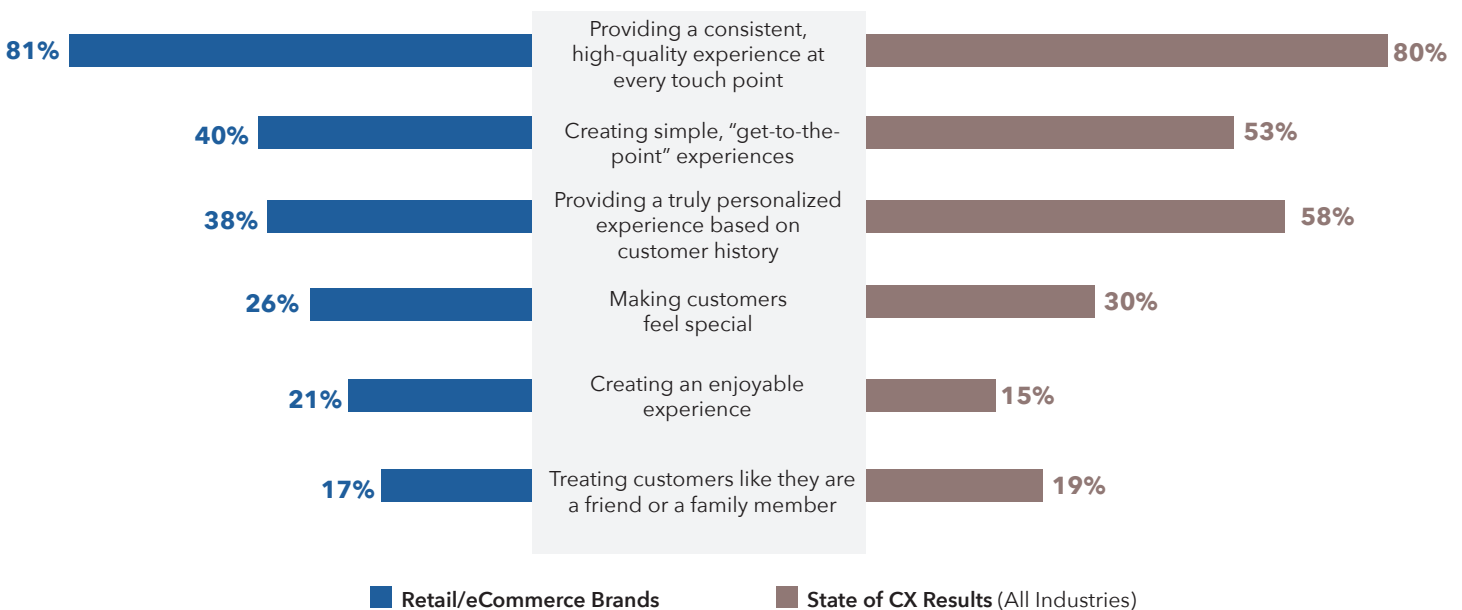 81%
Providing a consistent,
high-quality experience at
every touch point
80%
40%
Creating simple, “get-to-the-
point” experiences
53%
38%
Providing a truly personalized
experience based on
customer history
58%
26%
Making customers
feel special
30%
21%
Creating an enjoyable
experience
15%
17%
Treating customers like they are
a friend or a family member
19%
Retail/eCommerce Brands
State of CX Results (All Industries)